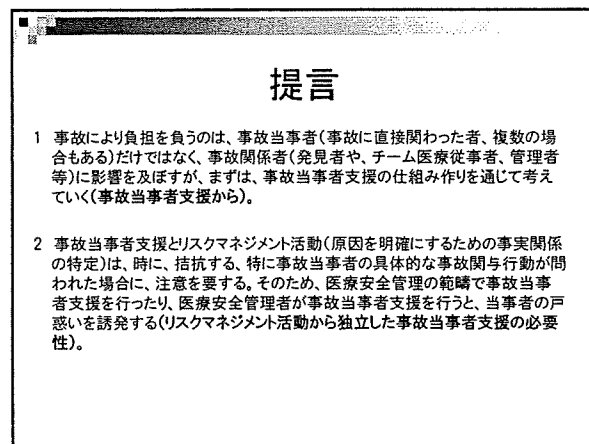 提言
1 事故により負担を負うのは、事故当事者(事故に直接関わった者、複数の場
合もある)だけではなく、事故関係者(発見者や、チーム医療従事者、管理者
等)に影響を及ぼすが、まずは、事故当事者支援の仕組み作りを通じて考え
ていく(事故当事者支援から)。
2 事故当事者支援とリスクマネジメント活動(原因を明確にするための事実関係
の特定)は、時に、拮抗する、特に事故当事者の具体的な事故関与行動が問
われた場合に、注意を要する。そのため、医療安全管理の範疇で事故当事
者支援を行ったり、医療安全管理者が事故当事者支援を行うと、当事者の戸
惑いを誘発する(リスクマネジメント活動から独立した事故当事者支援の必要
性)。